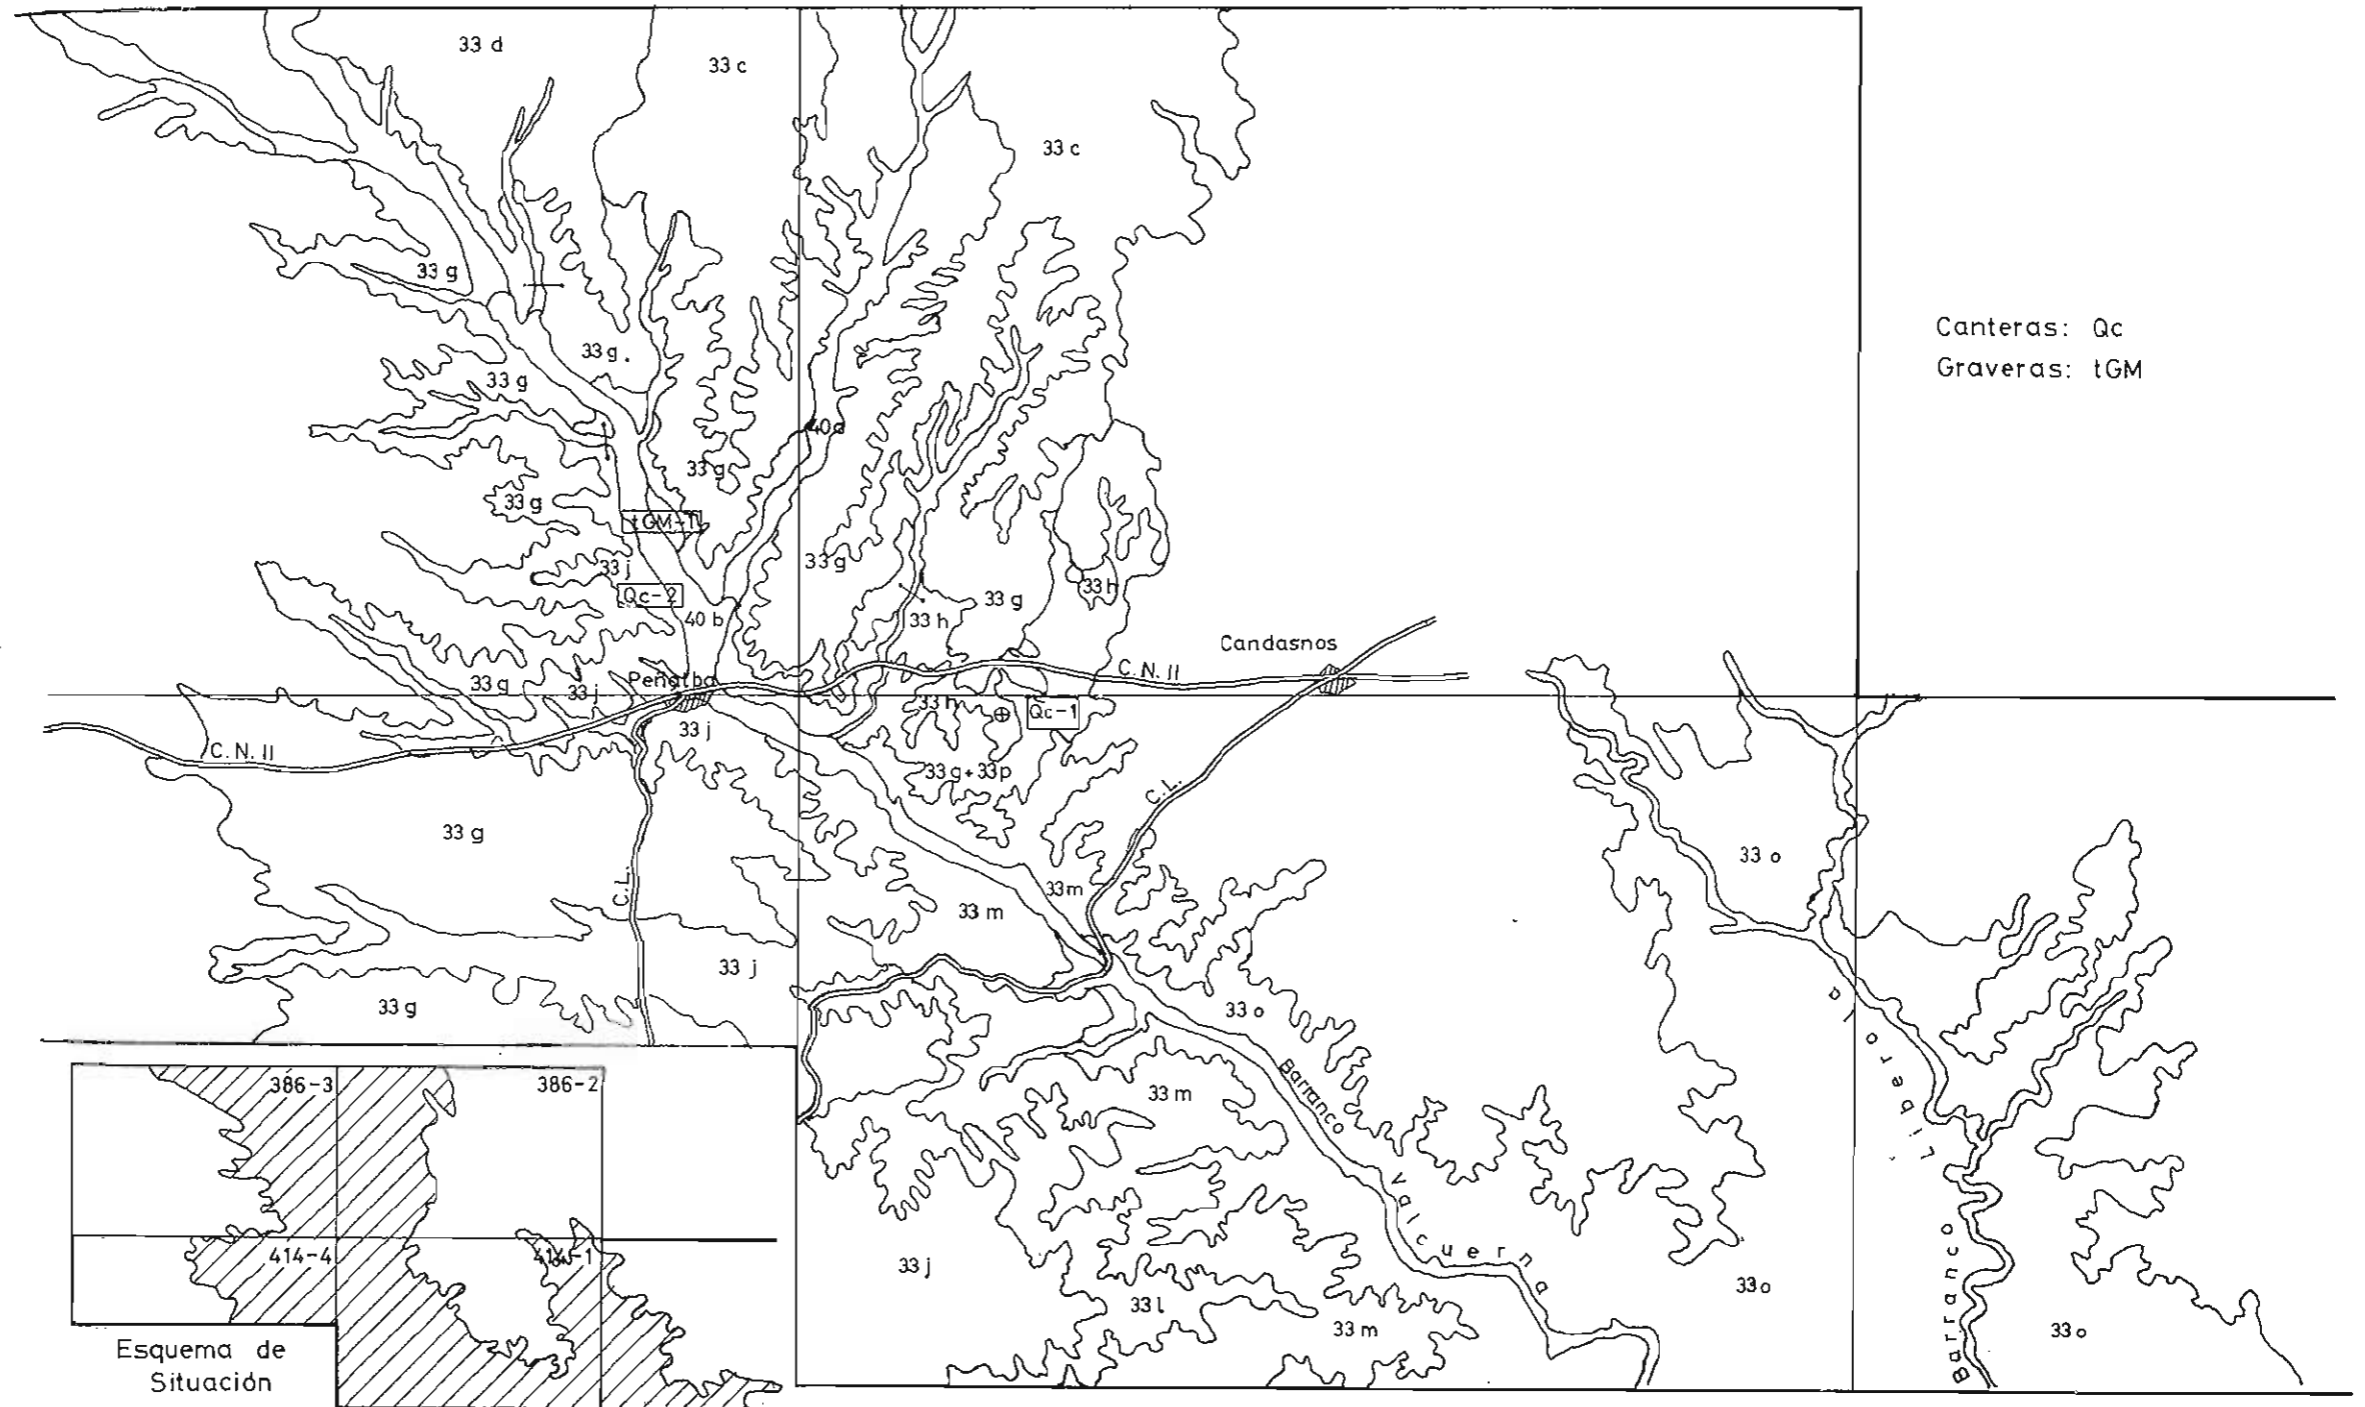 33 d
33 c
33 c
33 g
Canteras: Qc
Graveras: tGM
33 g.
33 g
40a
33 g
33 g
tGM-1
33 j
33 g
Qc-2
33 g
33 h
40 b
33 h
Candasnos
C.N. II
Peñalba
33 g
33 j
33 h
Qc-1
33 j
C.N. II
33 g+33p
C.L.
33 g
33 o
C.L.
33m
33 m
33 j
33 g
33 o
Barranco
Valcuerna
Barranco
Liberola
33 m
386-3
386-2
414-4
414-1
33 j
33 l
33 m
33 o
33 o
Esquema de
Situación